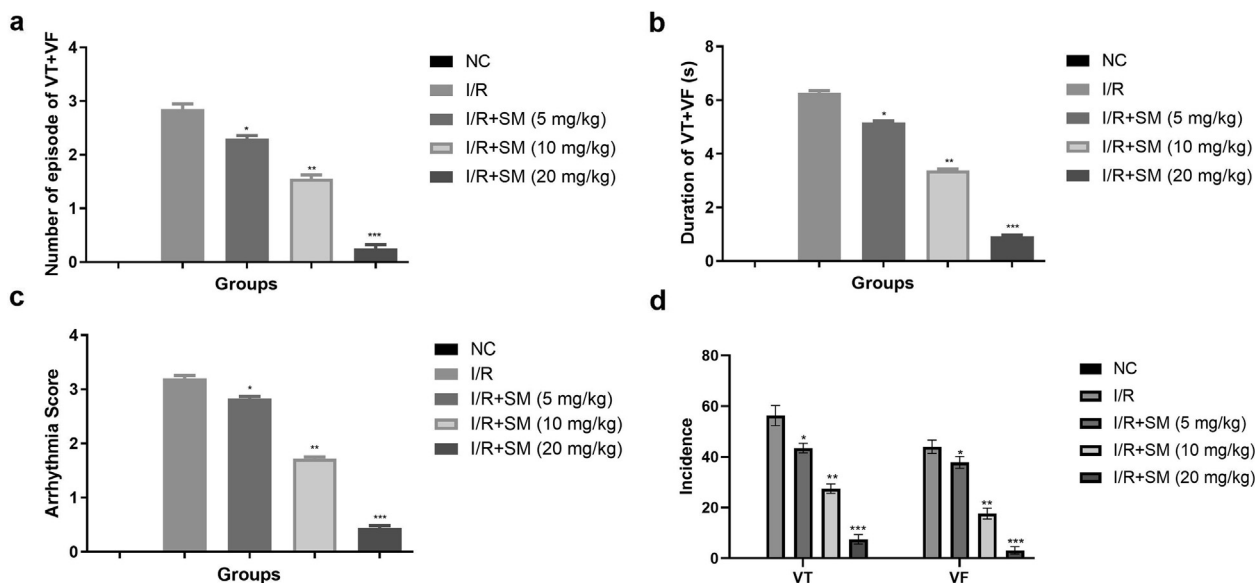 a
Number of episode of VT+VF
4
3
2
1
0
*
**
***
Groups
NC
I/R
I/R+SM (5 mg/kg)
I/R+SM (10 mg/kg)
I/R+SM (20 mg/kg)
b
Duration of VT+VF (s)
8
6
4
2
0
*
**
***
Groups
NC
I/R
I/R+SM (5 mg/kg)
I/R+SM (10 mg/kg)
I/R+SM (20 mg/kg)
c
Arrhythmia Score
4
3
2
1
0
*
**
***
Groups
NC
I/R
I/R+SM (5 mg/kg)
I/R+SM (10 mg/kg)
I/R+SM (20 mg/kg)
d
Incidence
80
60
40
20
0
*
**
***
*
**
***
VT
VF
NC
I/R
I/R+SM (5 mg/kg)
I/R+SM (10 mg/kg)
I/R+SM (20 mg/kg)